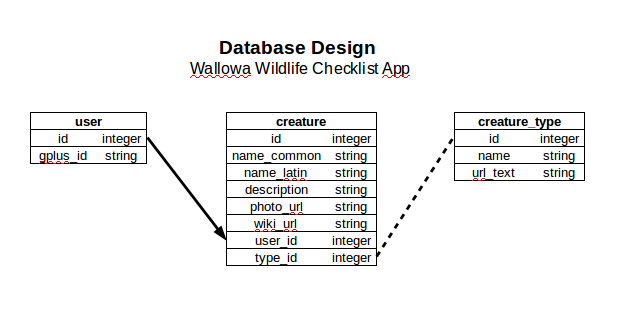 Database Design
Wallowa Wildlife Checklist App
user
id integer
gplus_id string
creature
id integer
name_common string
name_latin string
description string
photo_url string
wiki_url string
user_id integer
type_id integer
creature_type
id integer
name string
url_text string